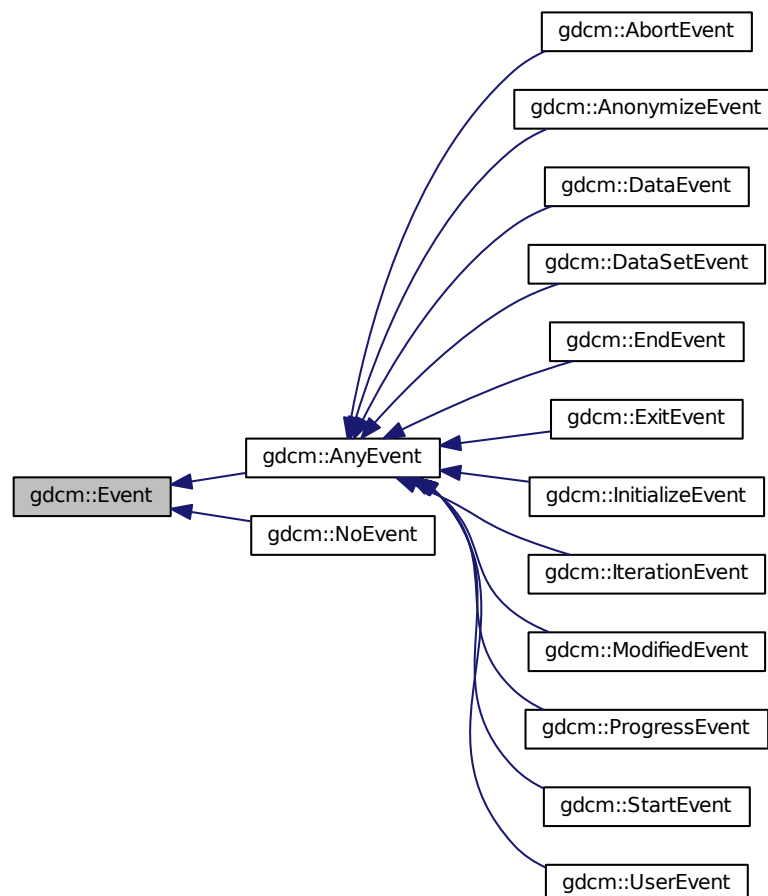 gdcm::AbortEvent
gdcm::AnonymizeEvent
gdcm::DataEvent
gdcm::DataSetEvent
gdcm::EndEvent
gdcm::ExitEvent
gdcm::AnyEvent
gdcm::InitializeEvent
gdcm::Event
gdcm::NoEvent
gdcm::IterationEvent
gdcm::ModifiedEvent
gdcm::ProgressEvent
gdcm::StartEvent
gdcm::UserEvent